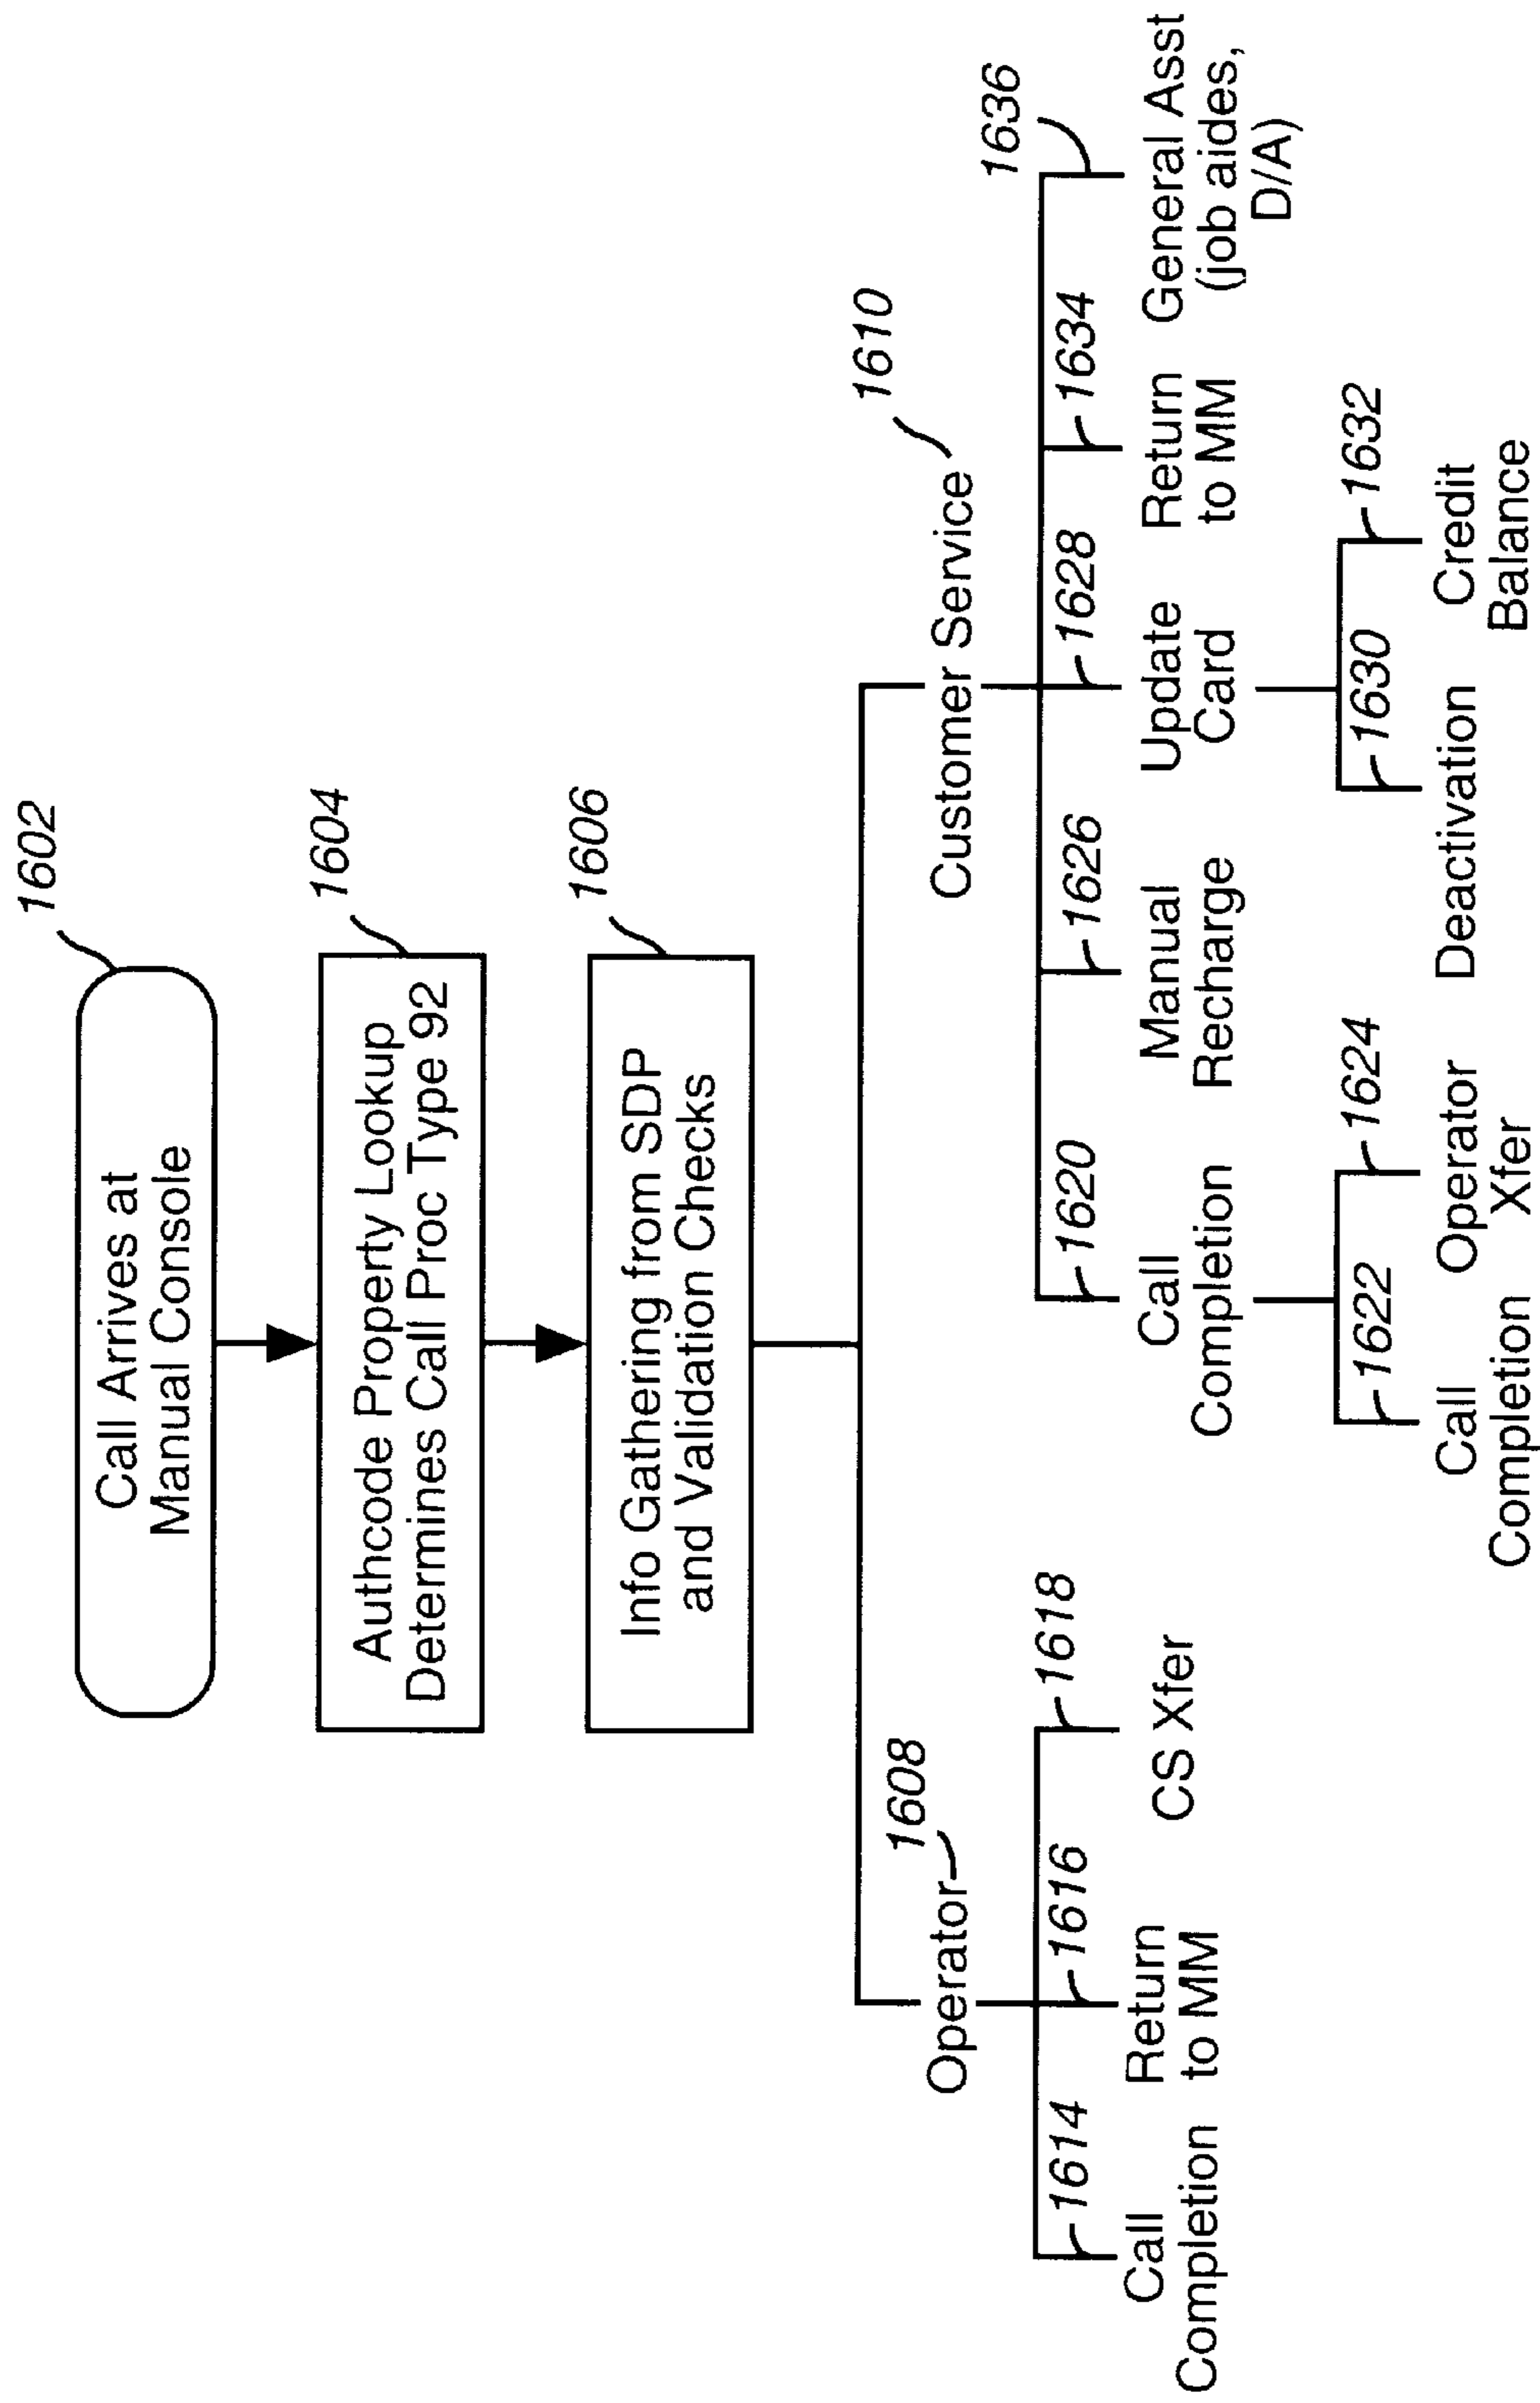 1602
Call Arrives at
Manual Console
1604
Authcode Property Lookup
Determines Call Proc Type 92
1606
Info Gathering from SDP
and Validation Checks
Operator
1608
Customer Service
1610
1614
Call
Completion
1616
Return
to MM
1618
CS Xfer
1620
Call
Completion
1626
Manual
Recharge
1628
Update
Card
1634
Return
to MM
1636
General Asst
(job aides,
D/A)
1622
Call
Completion
1624
Operator
Xfer
1630
Deactivation
1632
Credit
Balance